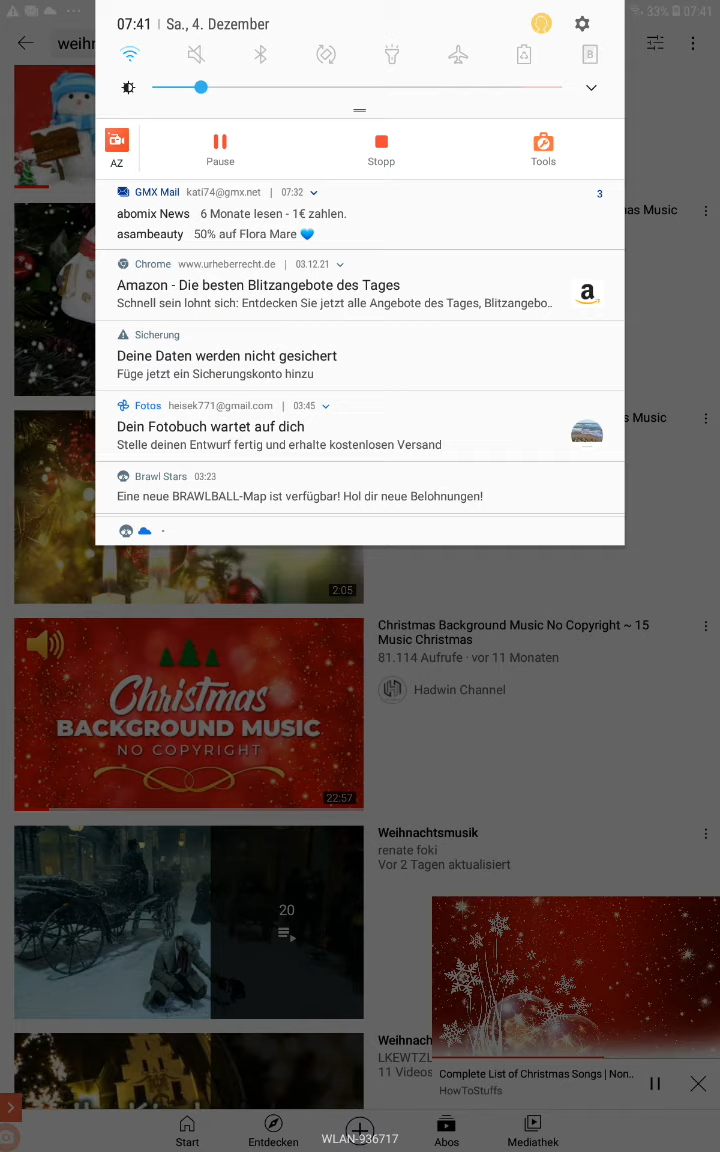 33% 07:41
07:41 | Sa., 4. Dezember
weihn
B
AZ
Pause
Stopp
Tools
GMX Mail kati74@gmx.net | 07:32
3
abomix News 6 Monate lesen - 1€ zahlen.
asambeauty 50% auf Flora Mare 💙
as Music
Chrome www.urheberrecht.de | 03.12.21
Amazon - Die besten Blitzangebote des Tages
Schnell sein lohnt sich: Entdecken Sie jetzt alle Angebote des Tages, Blitzangebo..
a
Sicherung
Deine Daten werden nicht gesichert
Füge jetzt ein Sicherungskonto hinzu
Fotos heisek771@gmail.com | 03:45
Dein Fotobuch wartet auf dich
Stelle deinen Entwurf fertig und erhalte kostenlosen Versand
s Music
Brawl Stars 03:23
Eine neue BRAWLBALL-Map ist verfügbar! Hol dir neue Belohnungen!
2:05
Christmas
BACKGROUND MUSIC
NO COPYRIGHT
22:57
Christmas Background Music No Copyright ~ 15
Music Christmas
81.114 Aufrufe · vor 11 Monaten
Hadwin Channel
20
Weihnachtsmusik
renate foki
Vor 2 Tagen aktualisiert
Weihnach
LKEWTZL
11 Videos
Complete List of Christmas Songs | Non..
HowToStuffs
Start
Entdecken
Abos
Mediathek
WLAN-936717